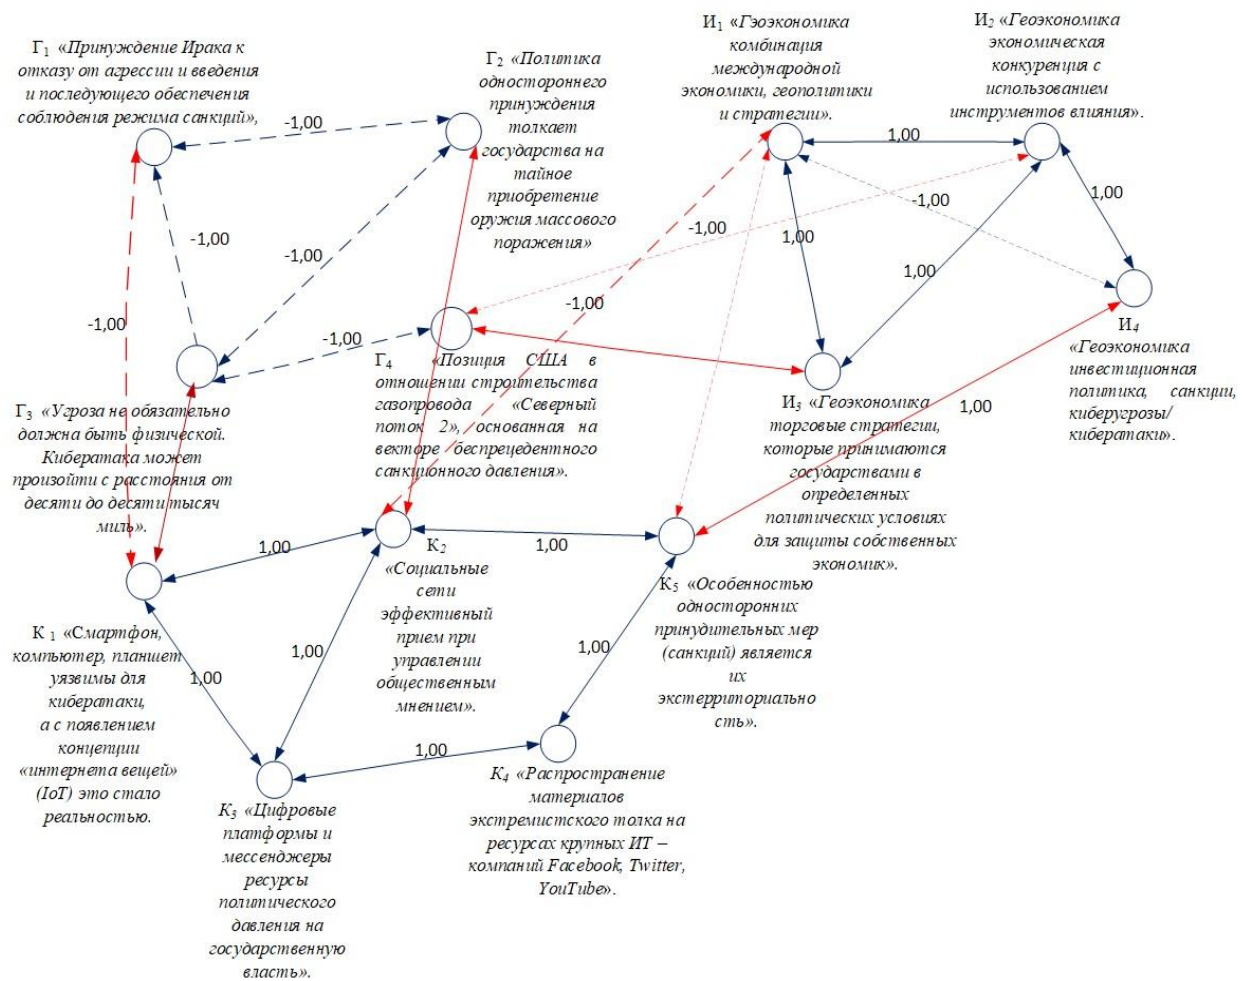 Г₁ «Принуждение Ирака к
отказу от агрессии и введения
и последующего обеспечения
соблюдения режима санкций»,
Г₂ «Политика
одностороннего
принуждения
толкает
государства на
тайное
приобретение
оружия массового
поражения»
И₁ «Гэоэкономика
комбинация
международной
экономики, геополитики
и стратегии».
И₂ «Геоэкономика
экономическая
конкуренция с
использованием
инструментов влияния».
-1,00
1,00
1,00
-1,00
-1,00
-1,00
1,00
-1,00
1,00
-1,00
-1,00
-1,00
Г₃ «Угроза не обязательно
должна быть физической.
Кибератака может
произойти с расстояния от
десяти до десяти тысяч
миль».
Г₄ «Позиция США в
отношении строительства
газопровода «Северный
поток 2», основанная на
векторе беспрецедентного
санкционного давления».
И₃ «Геоэкономика
торговые стратегии,
которые принимаются
государствами в
определенных
политических условиях
для защиты собственных
экономик».
И₄
«Геоэкономика
инвестиционная
политика, санкции,
киберугрозы/
кибератаки».
1,00
1,00
1,00
К ₁ «Смартфон,
компьютер, планшет
уязвимы для
кибератаки,
а с появлением
концепции
«интернета вещей»
(IoT) это стало
реальностью.
К₂
«Социальные
сети
эффективный
прием при
управлении
общественным
мнением».
К₅ «Особенностью
односторонних
принудительных мер
(санкций) является
их
экстерриториально
сть».
1,00
1,00
1,00
1,00
К₃ «Цифровые
платформы и
мессенджеры
ресурсы
политического
давления на
государственную
власть».
К₄ «Распространение
материалов
экстремистского толка на
ресурсах крупных ИТ –
компаний Facebook, Twitter,
YouTube».